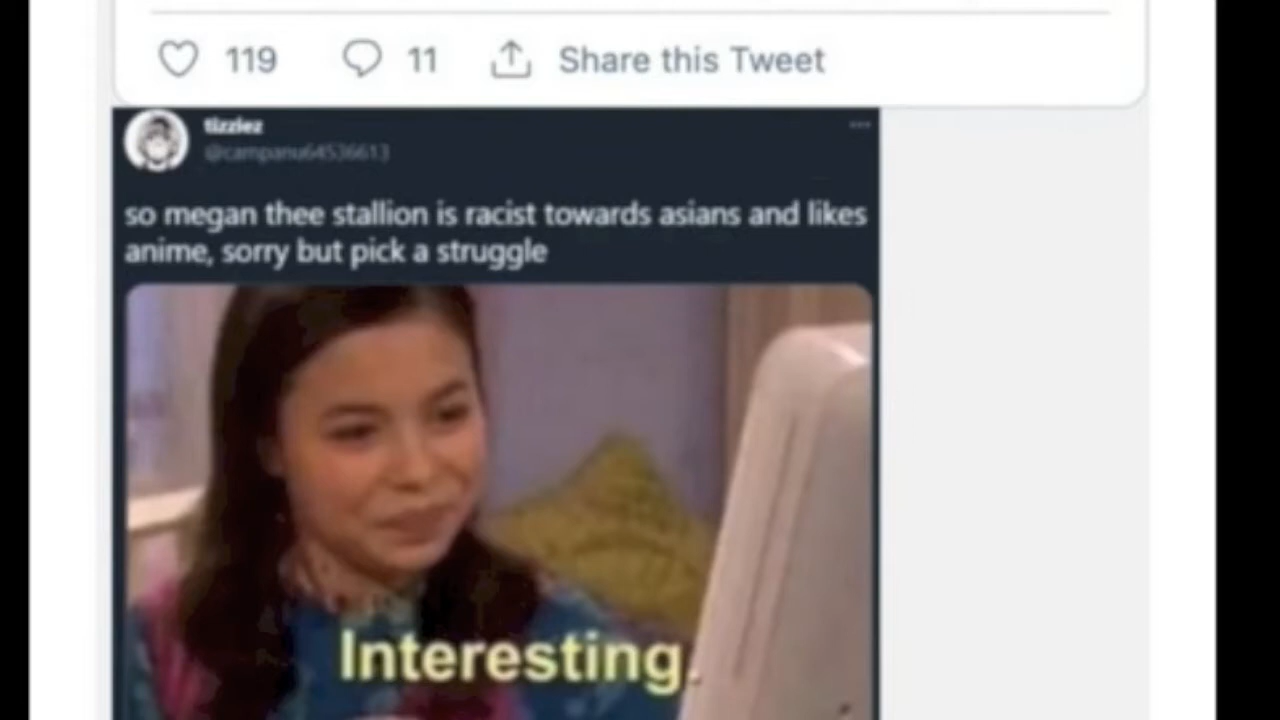 119 11 Share this Tweet
tizziez
@campanu64536613
so megan thee stallion is racist towards asians and likes
anime, sorry but pick a struggle
Interesting.